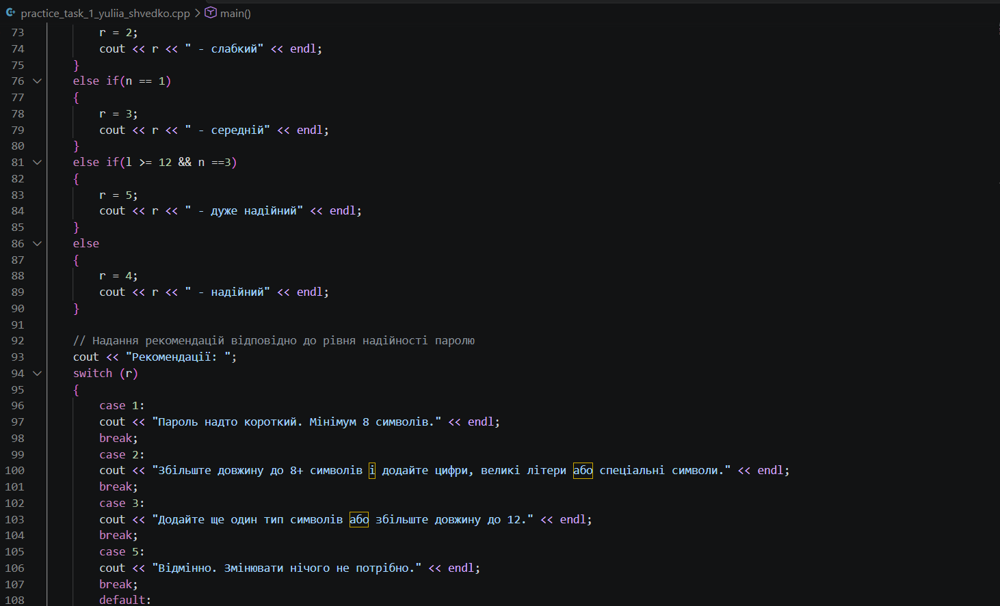 practice_task_1_yuliia_shvedko.cpp > main()
73 r = 2;
74 cout << r << " - слабкий" << endl;
75 }
76 else if(n == 1)
77 {
78 r = 3;
79 cout << r << " - середній" << endl;
80 }
81 else if(l >= 12 && n ==3)
82 {
83 r = 5;
84 cout << r << " - дуже надійний" << endl;
85 }
86 else
87 {
88 r = 4;
89 cout << r << " - надійний" << endl;
90 }
91
92 // Надання рекомендацій відповідно до рівня надійності паролю
93 cout << "Рекомендації: ";
94 switch (r)
95 {
96 case 1:
97 cout << "Пароль надто короткий. Мінімум 8 символів." << endl;
98 break;
99 case 2:
100 cout << "Збільште довжину до 8+ символів і додайте цифри, великі літери або спеціальні символи." << endl;
101 break;
102 case 3:
103 cout << "Додайте ще один тип символів або збільште довжину до 12." << endl;
104 break;
105 case 5:
106 cout << "Відмінно. Змінювати нічого не потрібно." << endl;
107 break;
108 default: